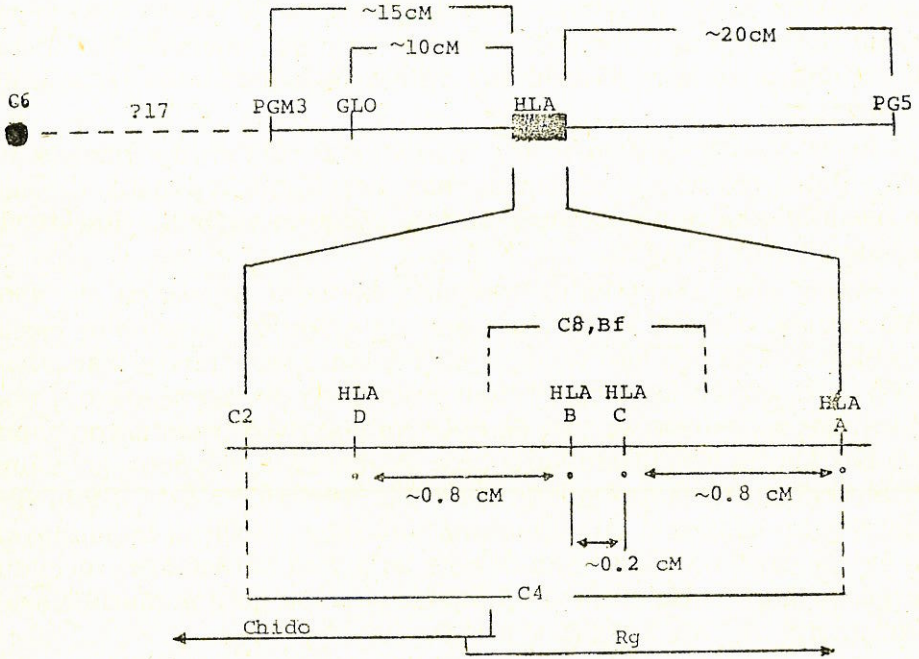 ~15cM
~10cM
~20cM
C6
?17
PGM3
GLO
HLA
PG5
C8,Bf
C2
HLA
D
HLA
B
HLA
C
HLA
A
~0.8 cM
~0.8 cM
~0.2 cM
C4
Chido
Rg